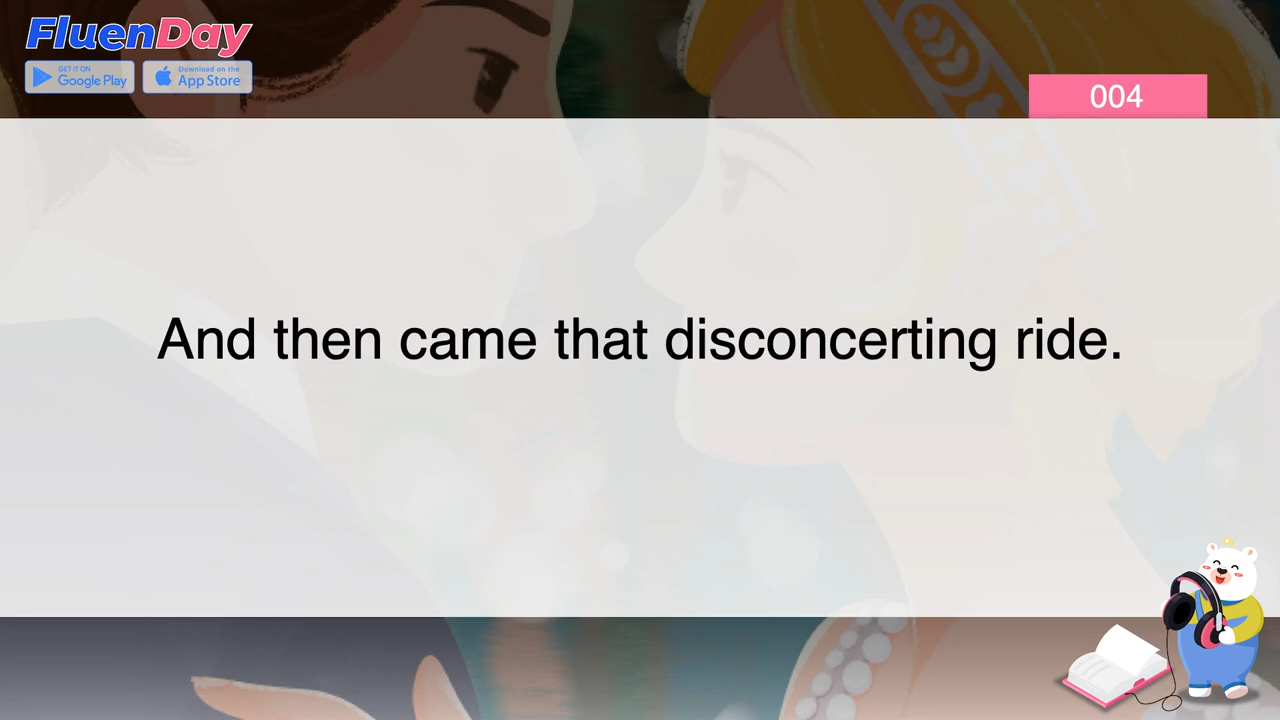 FluenDay
GET IT ON
Google Play
Download on the
App Store
004
And then came that disconcerting ride.